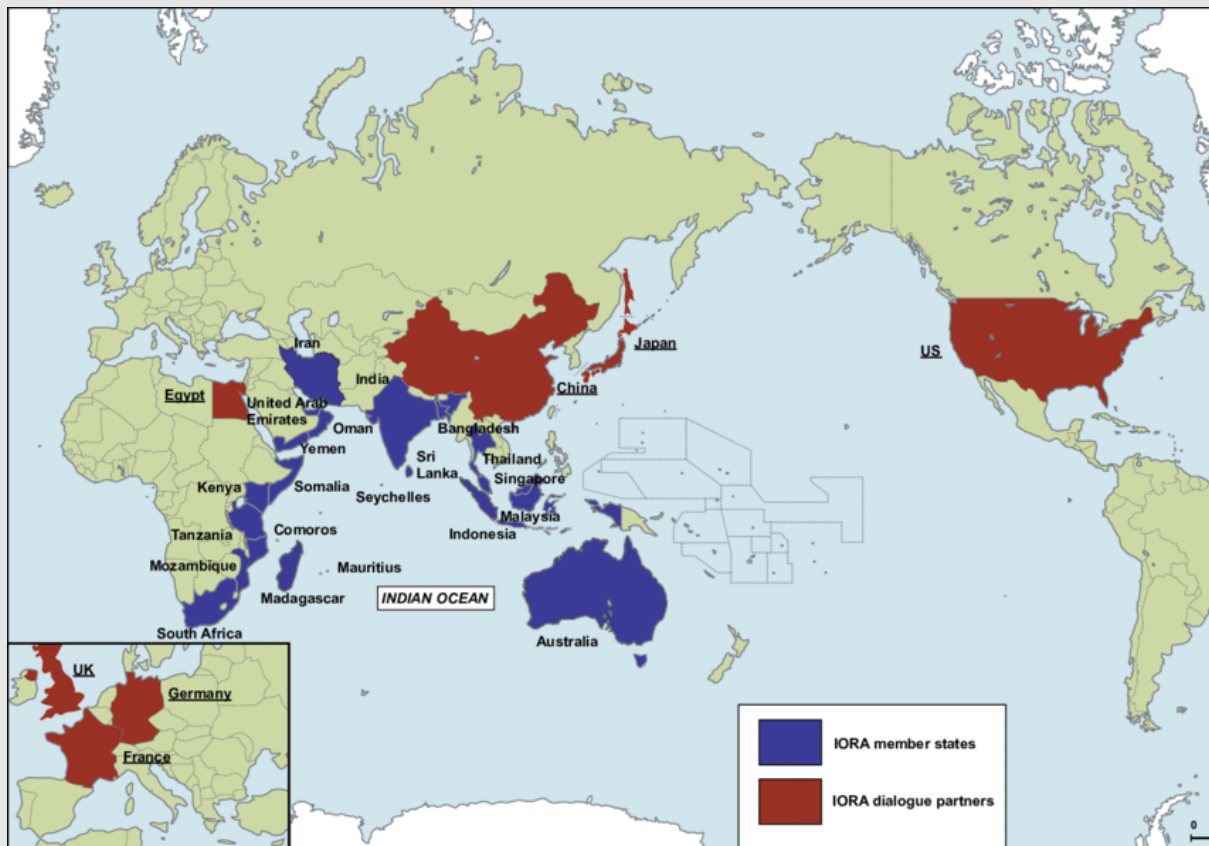 Iran
Japan
US
India
Egypt
China
United Arab
Emirates
Oman
Bangladesh
Yemen
Sri
Lanka
Thailand
Singapore
Kenya
Somalia
Seychelles
Malaysia
Indonesia
Tanzania
Comoros
Mozambique
Mauritius
Madagascar
INDIAN OCEAN
South Africa
Australia
UK
Germany
France
IORA member states
IORA dialogue partners
0